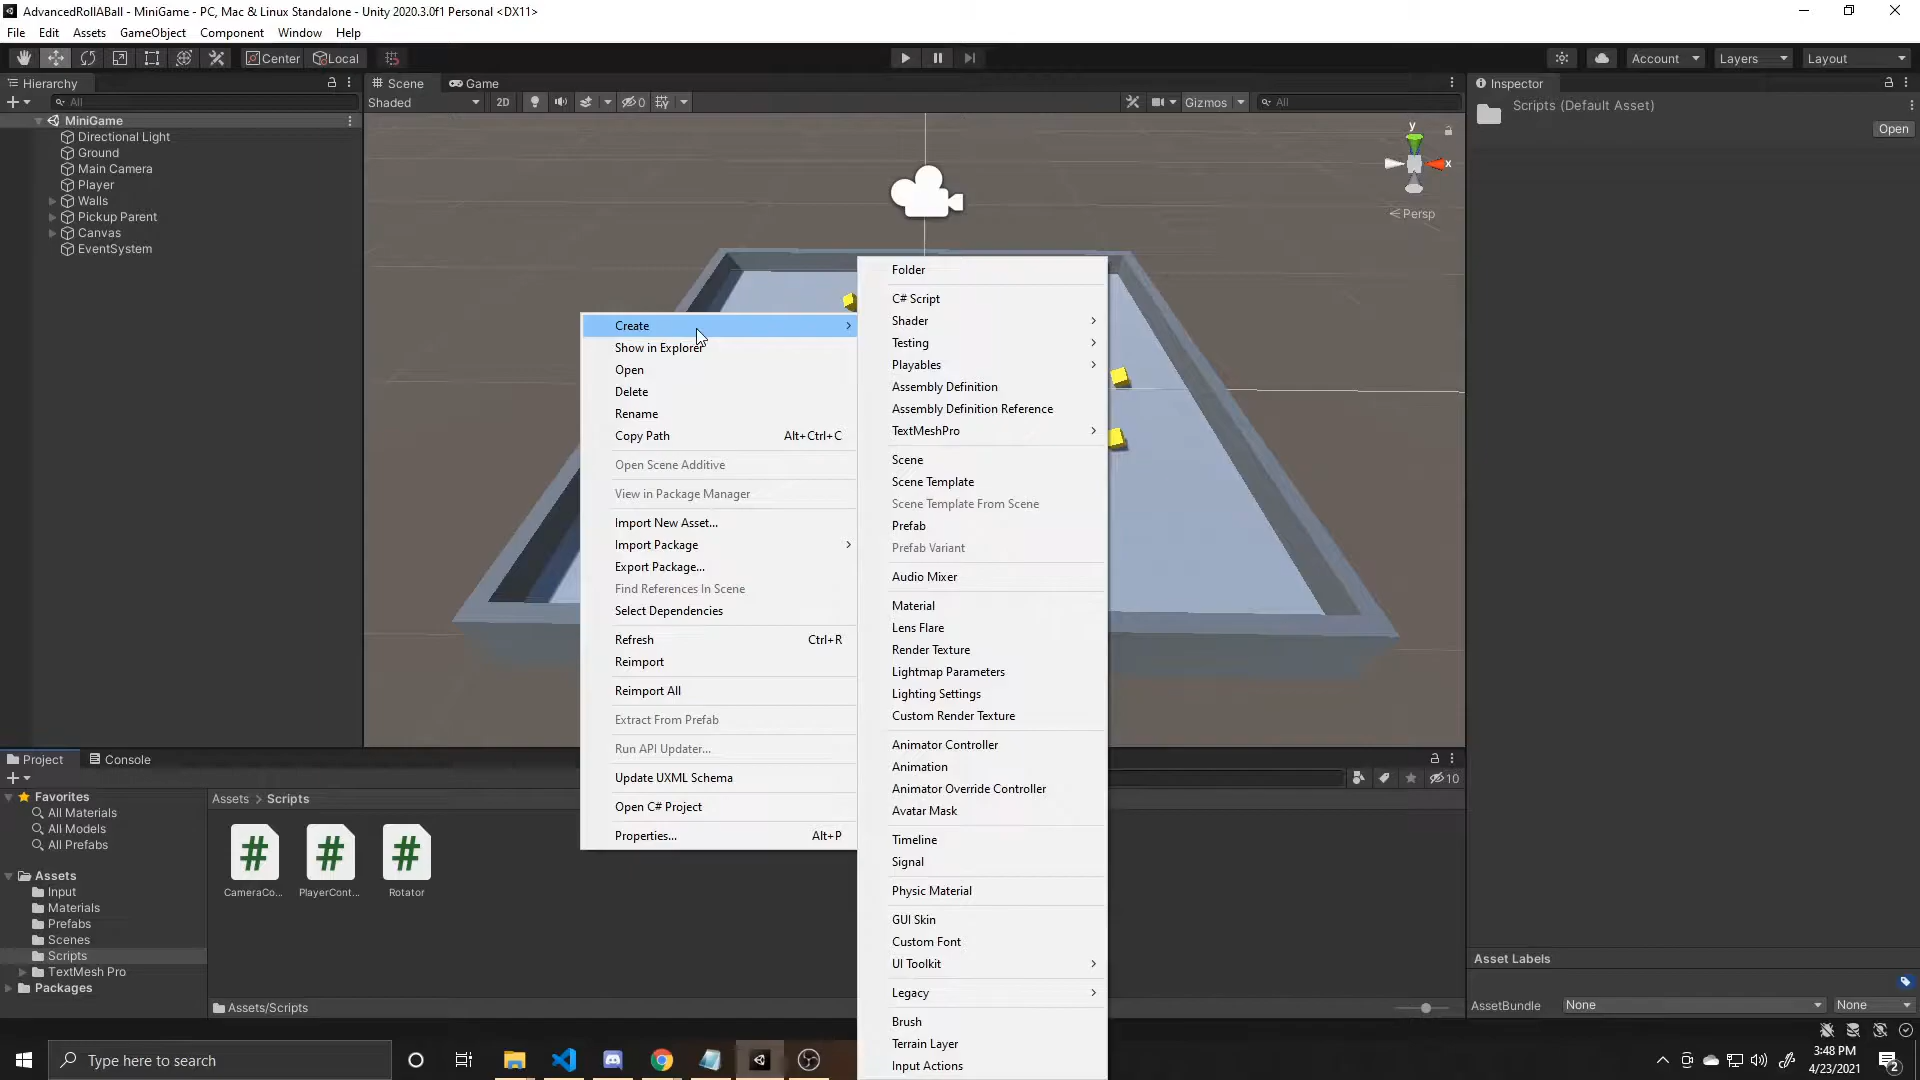 AdvancedRollABall - MiniGame - PC, Mac & Linux Standalone - Unity 2020.3.0f1 Personal <DX11>
File Edit Assets GameObject Component Window Help
Center Local Account Layers Layout
Hierarchy
All
MiniGame
Directional Light
Ground
Main Camera
Player
Walls
Pickup Parent
Canvas
EventSystem
Scene Game
Shaded 2D 0 Gizmos All
y
x
Persp
Create
Show in Explorer
Open
Delete
Rename
Copy Path Alt+Ctrl+C
Open Scene Additive
View in Package Manager
Import New Asset...
Import Package
Export Package...
Find References In Scene
Select Dependencies
Refresh Ctrl+R
Reimport
Reimport All
Extract From Prefab
Run API Updater...
Update UXML Schema
Open C# Project
Properties... Alt+P
Folder
C# Script
Shader
Testing
Playables
Assembly Definition
Assembly Definition Reference
TextMeshPro
Scene
Scene Template
Scene Template From Scene
Prefab
Prefab Variant
Audio Mixer
Material
Lens Flare
Render Texture
Lightmap Parameters
Lighting Settings
Custom Render Texture
Animator Controller
Animation
Animator Override Controller
Avatar Mask
Timeline
Signal
Physic Material
GUI Skin
Custom Font
UI Toolkit
Legacy
Brush
Terrain Layer
Input Actions
Inspector
Scripts (Default Asset)
Open
Project Console
10
Favorites
All Materials
All Models
All Prefabs
Assets
Input
Materials
Prefabs
Scenes
Scripts
TextMesh Pro
Packages
Assets > Scripts
# # #
CameraCo... PlayerCont... Rotator
Assets/Scripts
Asset Labels
AssetBundle None None
Type here to search
3:48 PM
4/23/2021
2